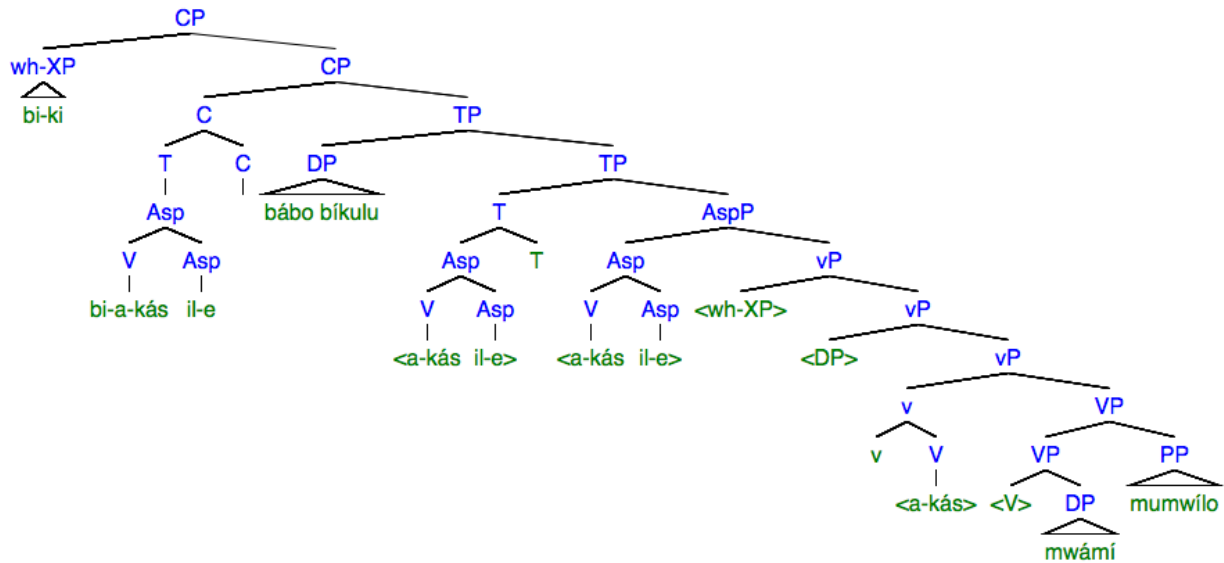 CP
wh-XP CP
bi-ki C TP
T C DP TP
Asp bábo bíkulu T AspP
V Asp Asp T Asp vP
bi-a-kás il-e V Asp V Asp <wh-XP> vP
<a-kás il-e> <a-kás il-e> <DP> vP
v VP
v V VP PP
<a-kás> <V> DP mumwílo
mwámí